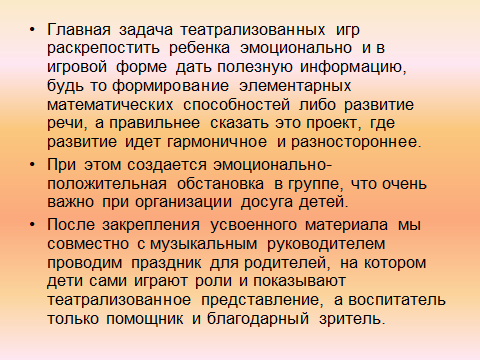 • Главная задача театрализованных игр
раскрепостить ребенка эмоционально и в
игровой форме дать полезную информацию,
будь то формирование элементарных
математических способностей либо развитие
речи, а правильнее сказать это проект, где
развитие идет гармоничное и разностороннее.
• При этом создается эмоционально-
положительная обстановка в группе, что очень
важно при организации досуга детей.
• После закрепления усвоенного материала мы
совместно с музыкальным руководителем
проводим праздник для родителей, на котором
дети сами играют роли и показывают
театрализованное представление, а воспитатель
только помощник и благодарный зритель.